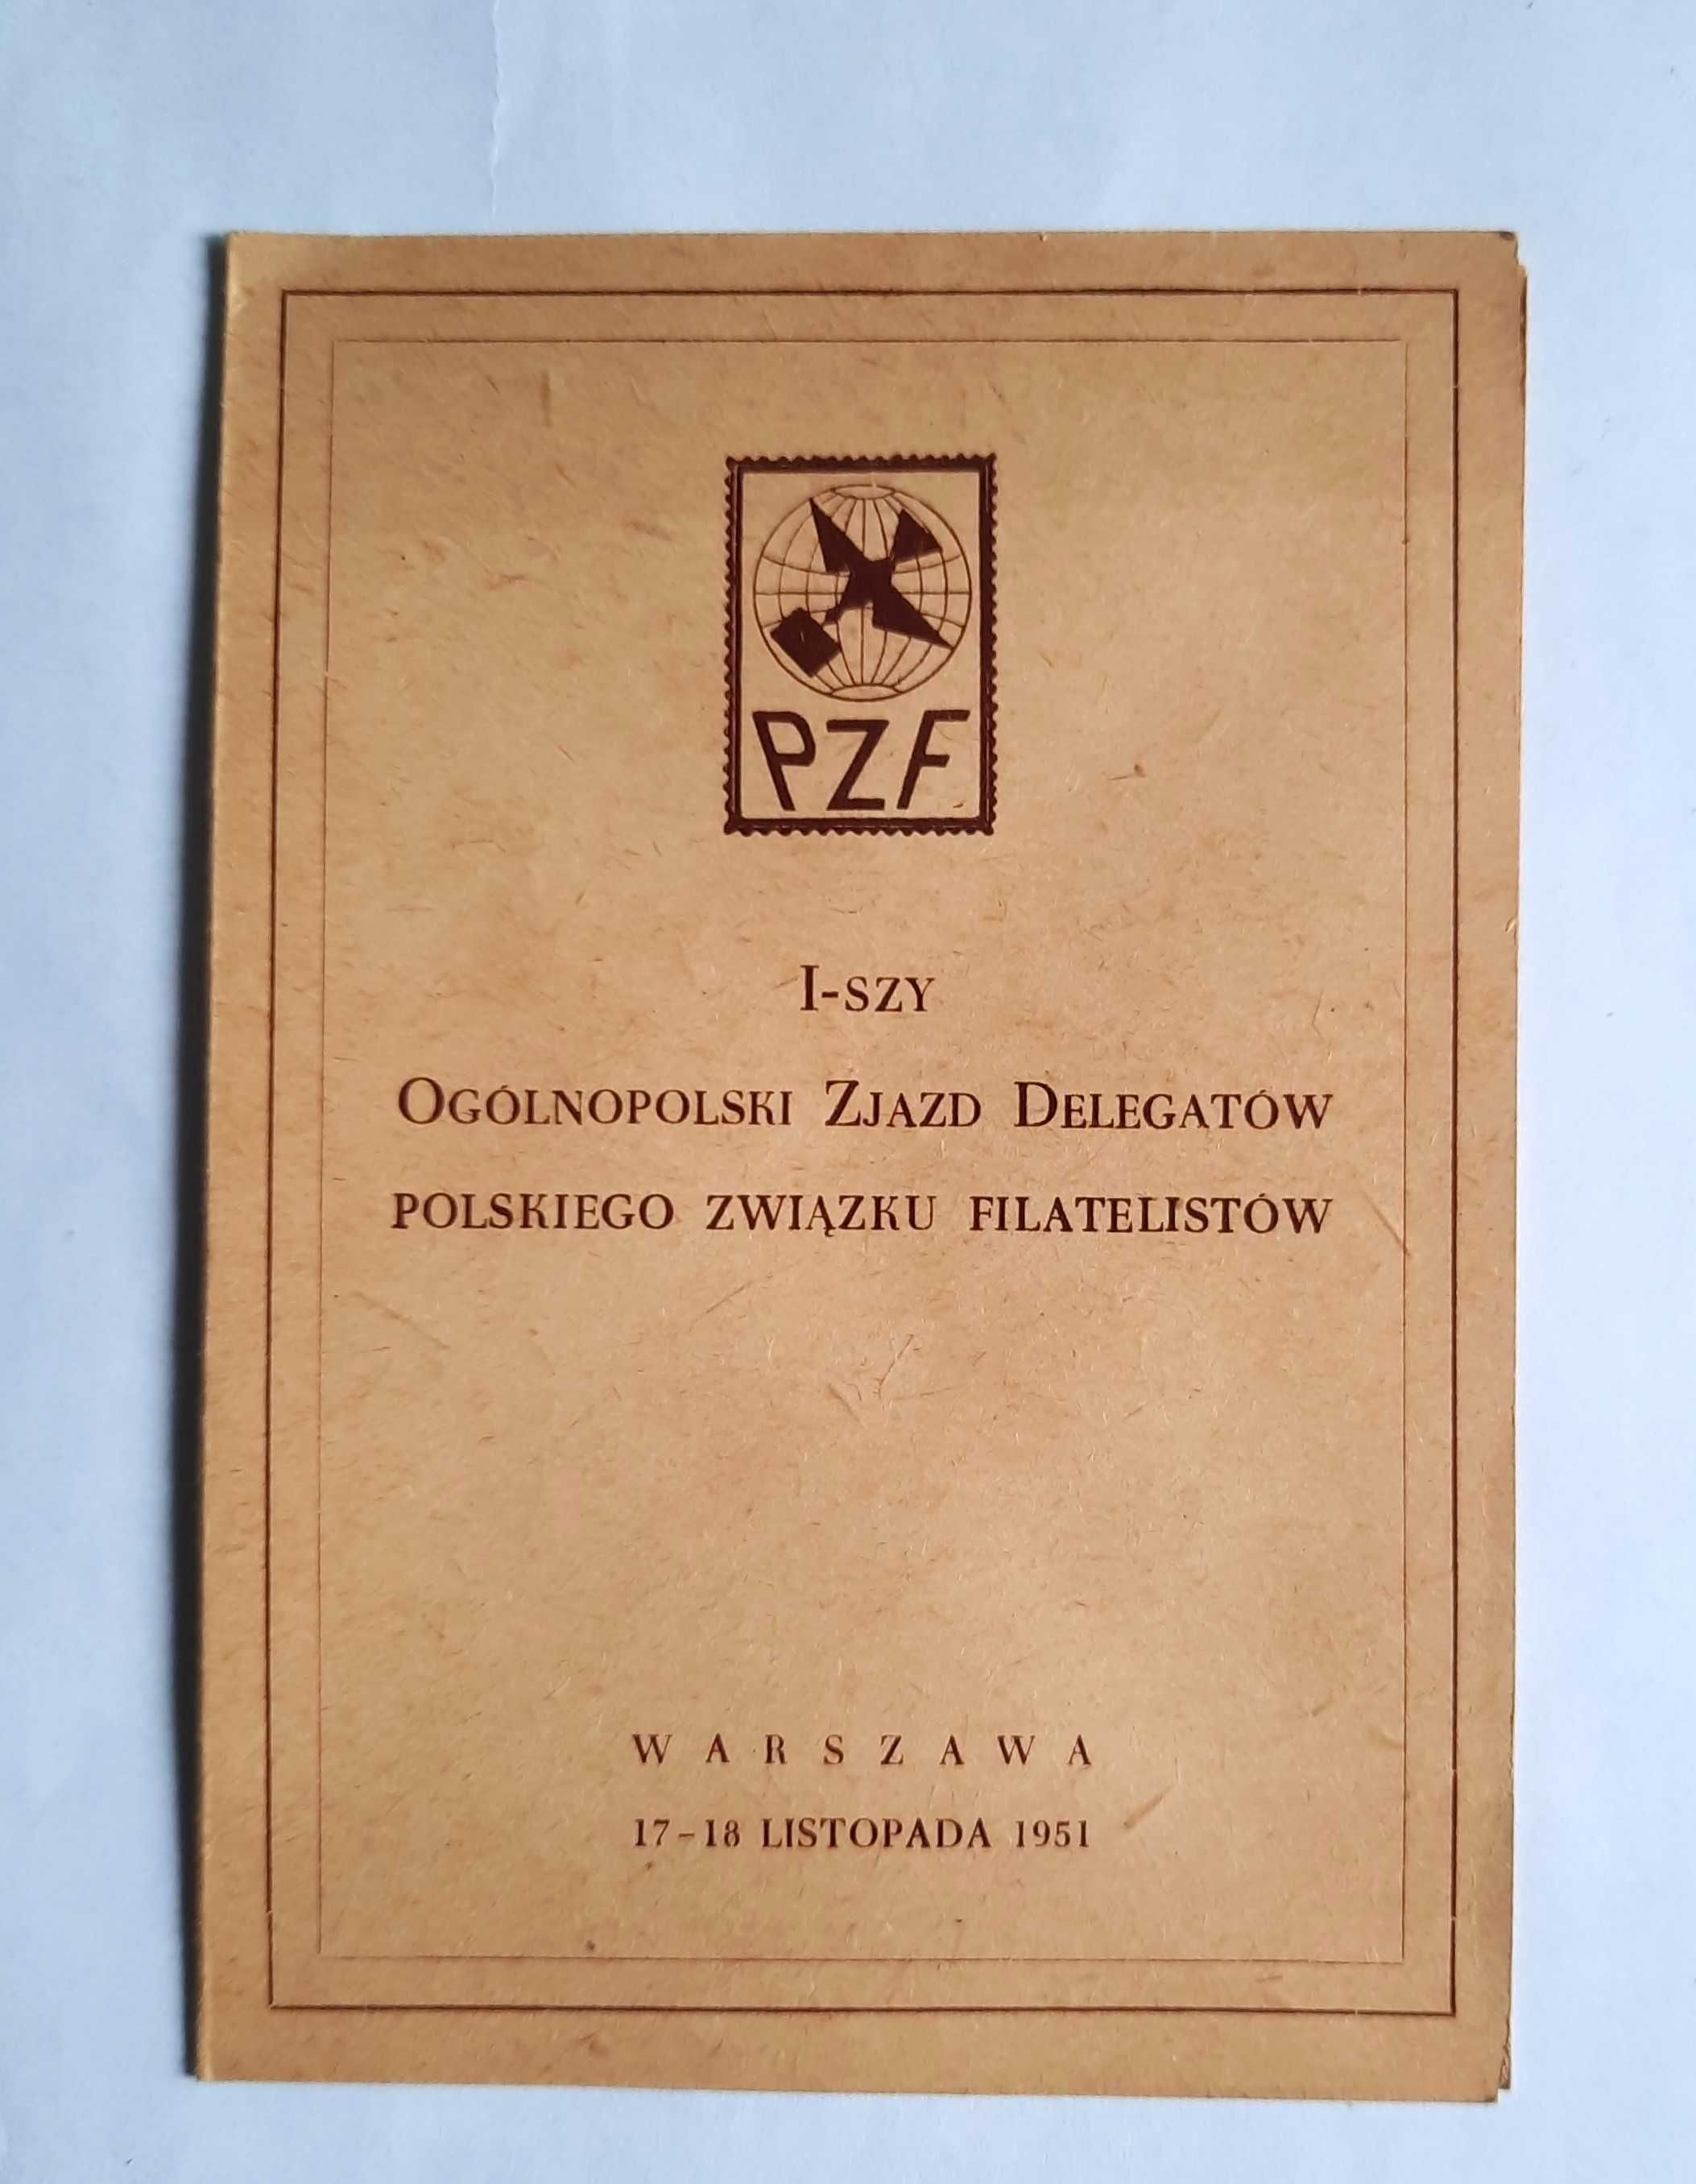 PZF
I-SZY
OGÓLNOPOLSKI ZJAZD DELEGATÓW
POLSKIEGO ZWIĄZKU FILATELISTÓW
WARSZAWA
17-18 LISTOPADA 1951